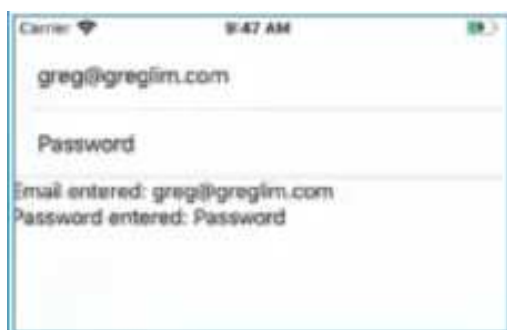 Carrier 9:47 AM
greg@greglim.com
Password
Email entered: greg@greglim.com
Password entered: Password